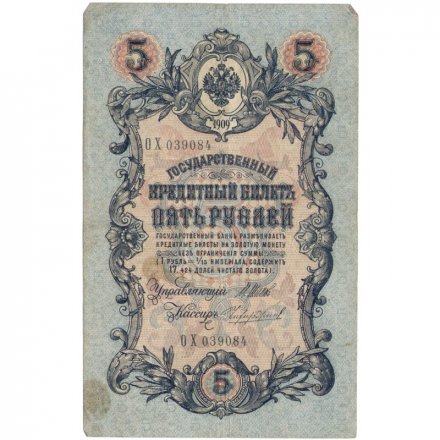 5 5
1909
ОХ 039084
ГОСУДАРСТВЕННЫЙ
КРЕДИТНЫЙ БИЛЕТЪ
ПЯТЬ РУБЛЕЙ
ГОСУДАРСТВЕННЫЙ БАНКЪ РАЗМѢНИВАЕТЪ
КРЕДИТНЫЕ БИЛЕТЫ НА ЗОЛОТУЮ МОНЕТУ
БЕЗЪ ОГРАНИЧЕНІЯ СУММЫ
(1 РУБЛЬ = 1/15 ИМПЕРІАЛА, СОДЕРЖИТЪ
17,424 ДОЛЕЙ ЧИСТАГО ЗОЛОТА).
Управляющій
Кассиръ
ОХ 039084
5